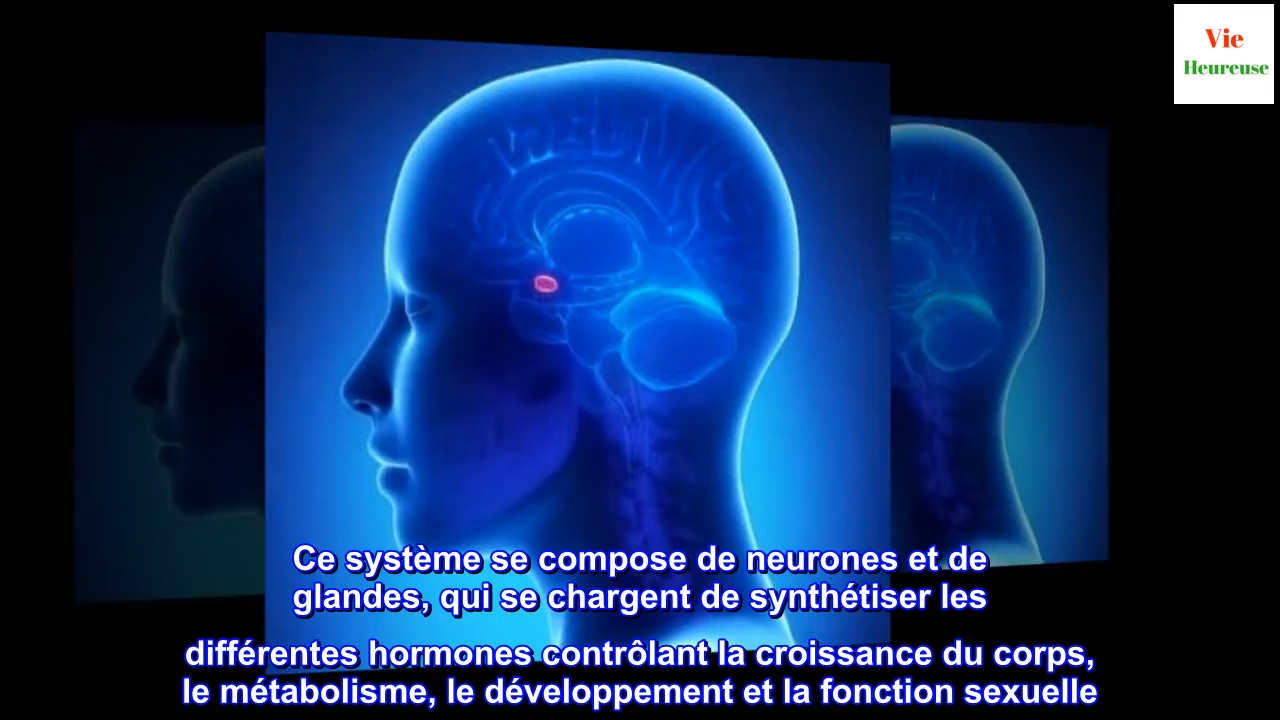 Vie
Heureuse
Ce système se compose de neurones et de
glandes, qui se chargent de synthétiser les
différentes hormones contrôlant la croissance du corps,
le métabolisme, le développement et la fonction sexuelle